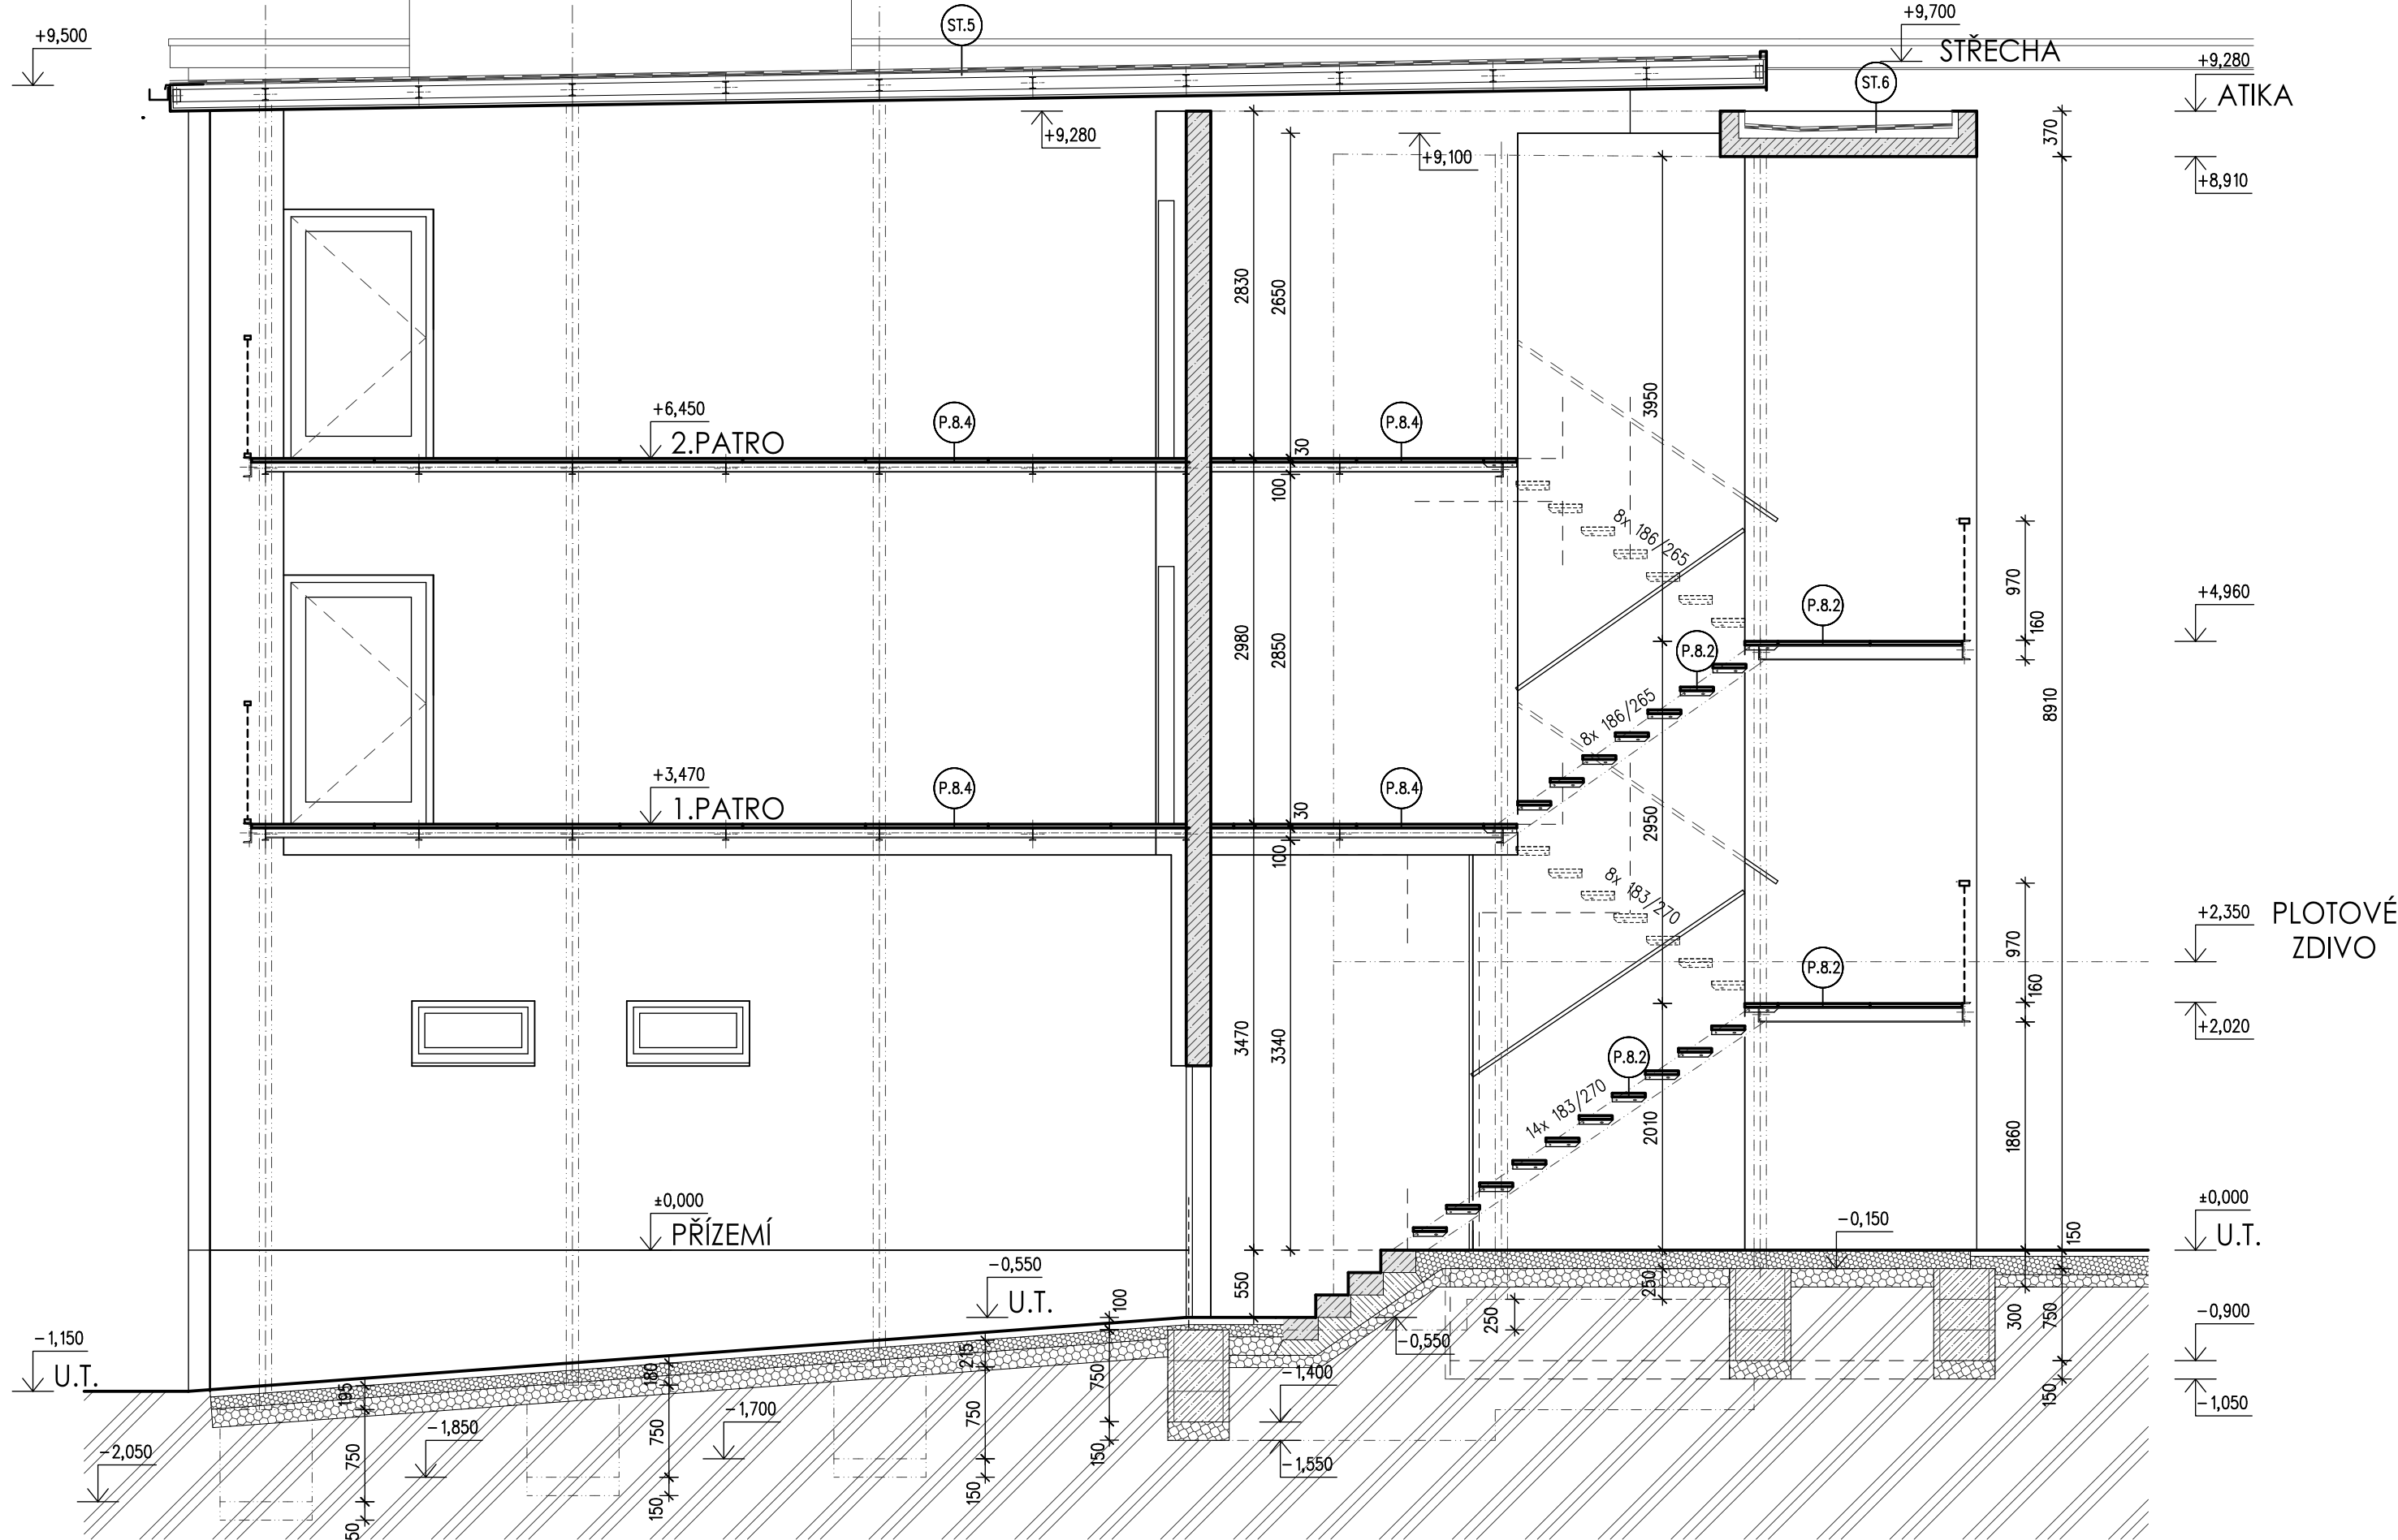 +9,500
ST.5
+9,700
STŘECHA
+9,280
ATIKA
ST.6
+9,280
+9,100
370
+8,910
2830
2650
3950
+6,450
2.PATRO
P.8.4
P.8.4
30
100
8x 186/265
970
160
+4,960
P.8.2
P.8.2
2980
2850
8x 186/265
8910
+3,470
1.PATRO
P.8.4
P.8.4
30
100
2950
8x 183/270
970
160
+2,350
PLOTOVÉ
ZDIVO
P.8.2
+2,020
3470
3340
P.8.2
14x 183/270
2010
1860
±0,000
PŘÍZEMÍ
-0,150
150
±0,000
U.T.
-0,550
U.T.
550
100
250
250
-0,550
300
750
-0,900
-1,150
U.T.
195
180
215
750
-1,400
150
-1,050
-2,050
750
-1,850
750
-1,700
750
150
-1,550
50
150
150